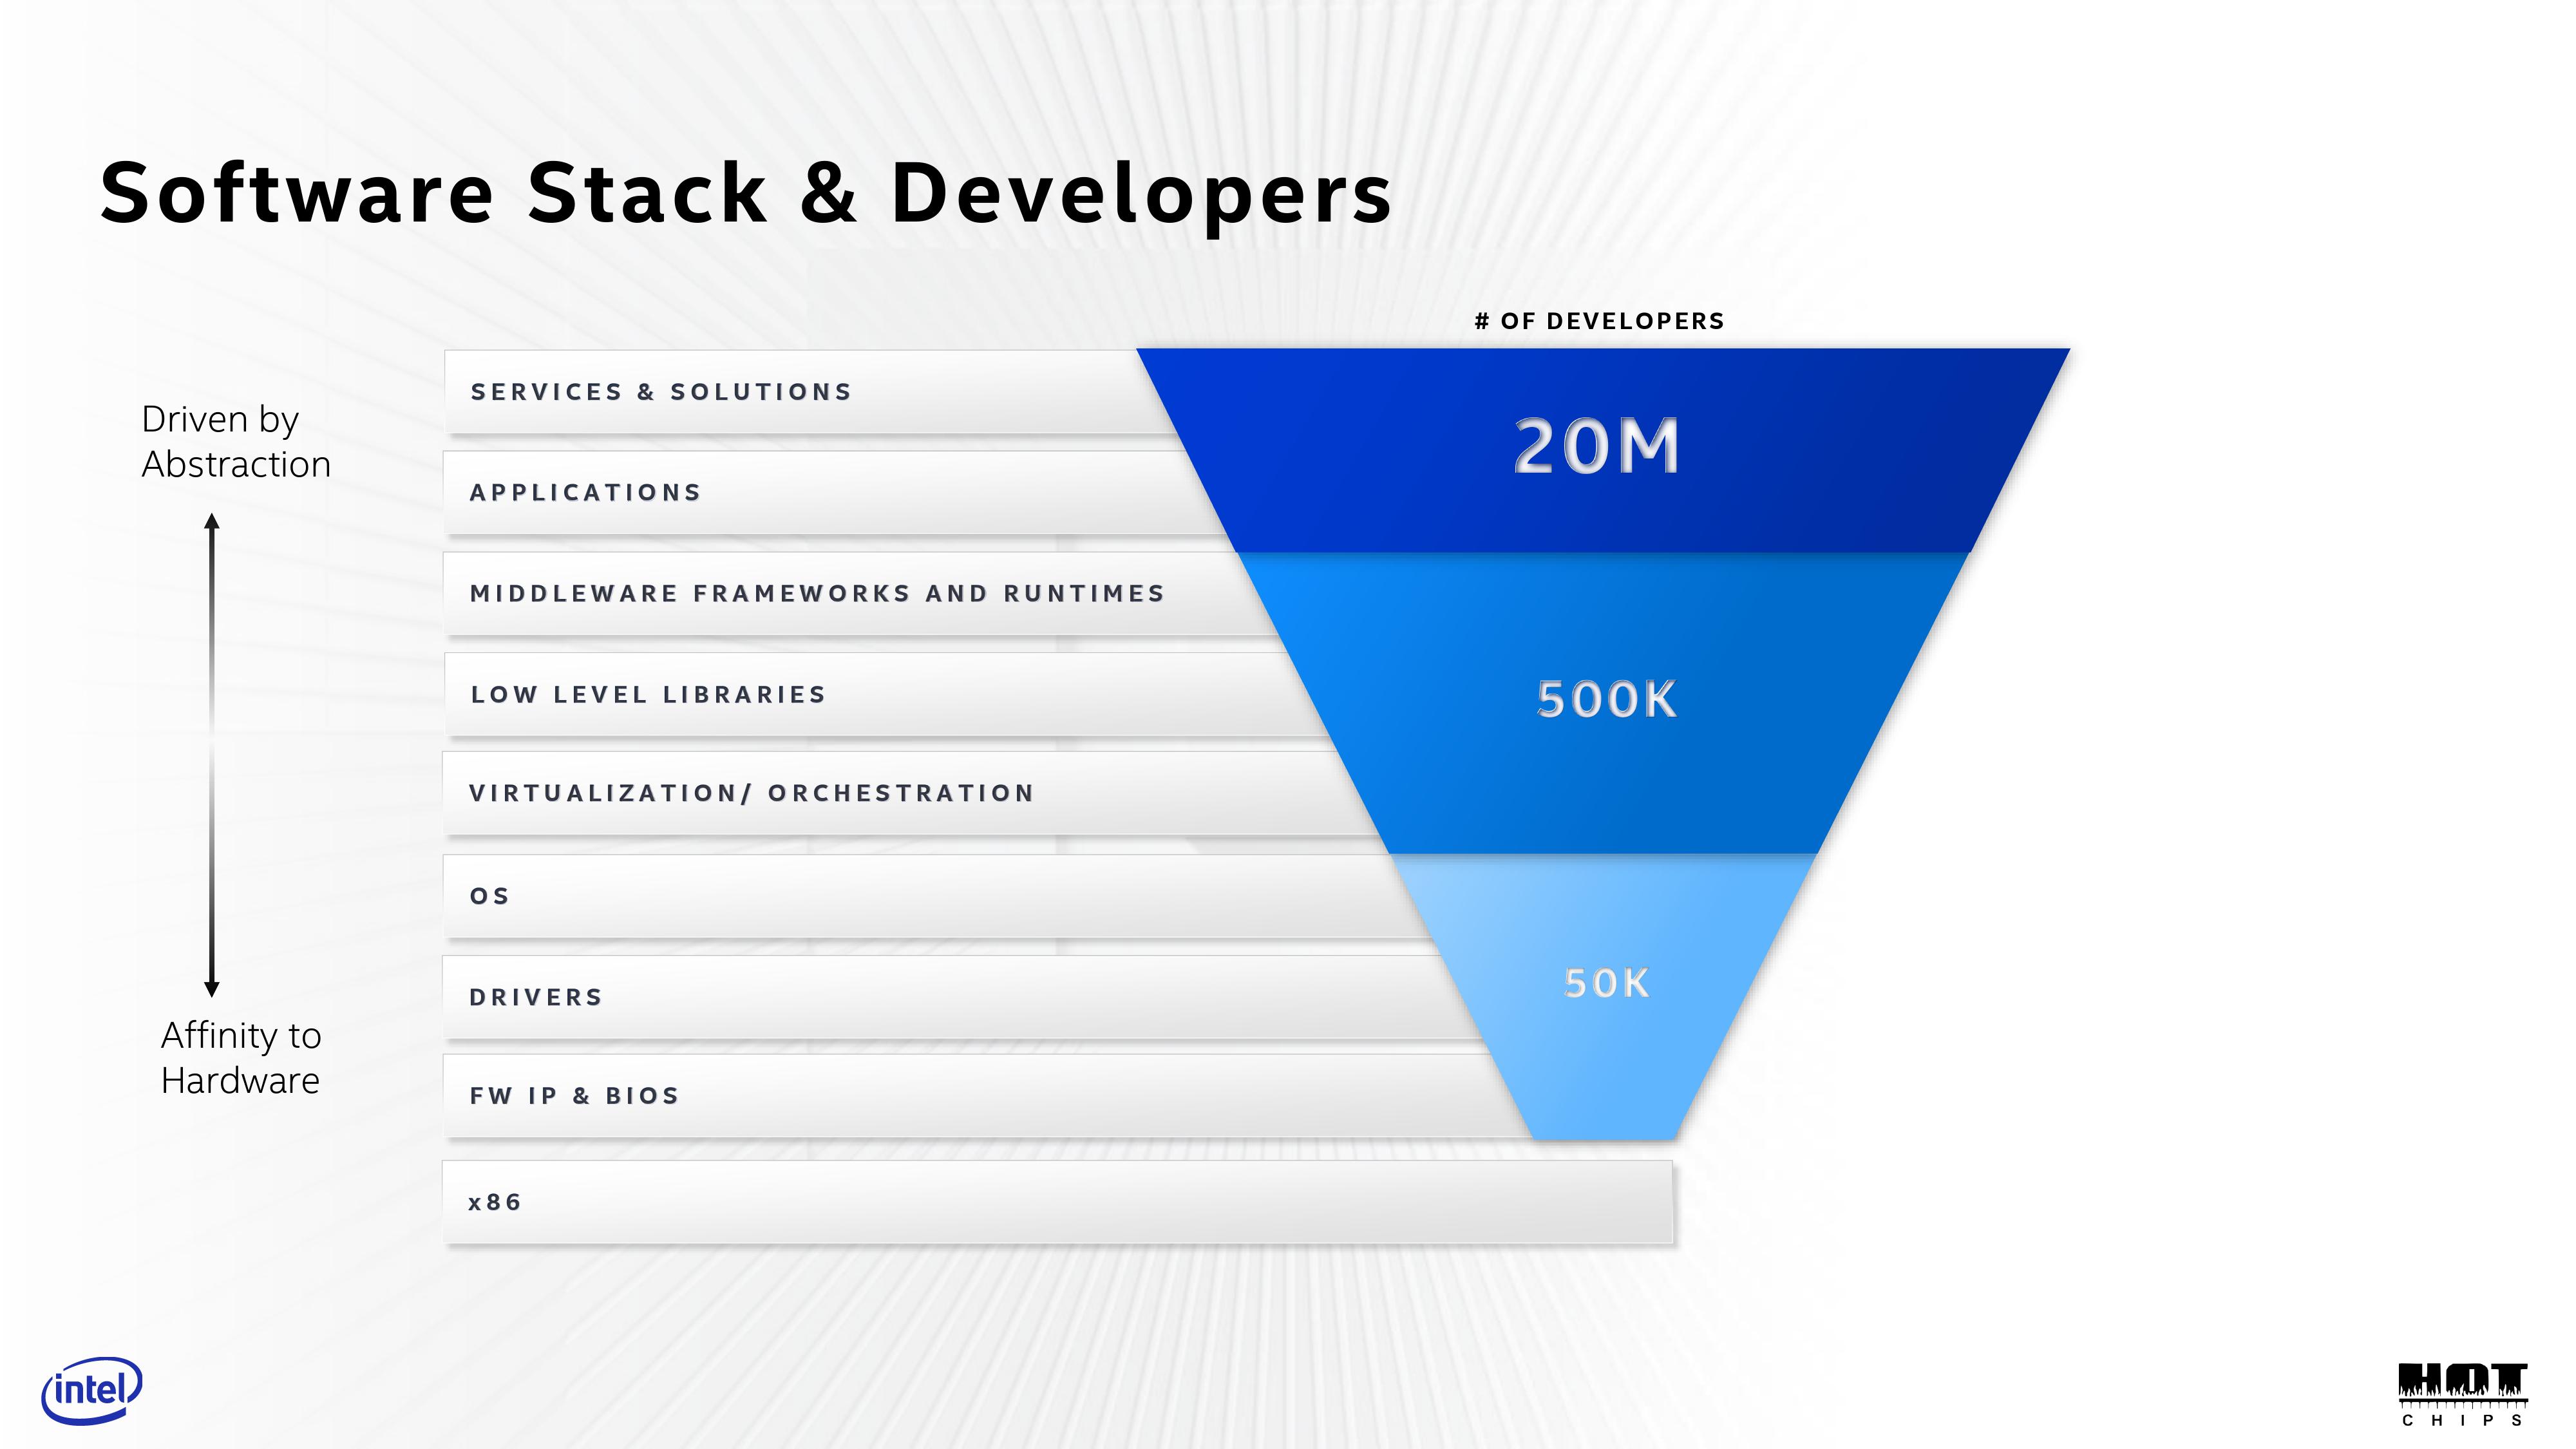 Software Stack & Developers
# OF DEVELOPERS
Driven by
Abstraction
Affinity to
Hardware
SERVICES & SOLUTIONS
APPLICATIONS
MIDDLEWARE FRAMEWORKS AND RUNTIMES
LOW LEVEL LIBRARIES
VIRTUALIZATION/ ORCHESTRATION
OS
DRIVERS
FW IP & BIOS
x86
20M
500K
50K
intel
HOT
CHIPS